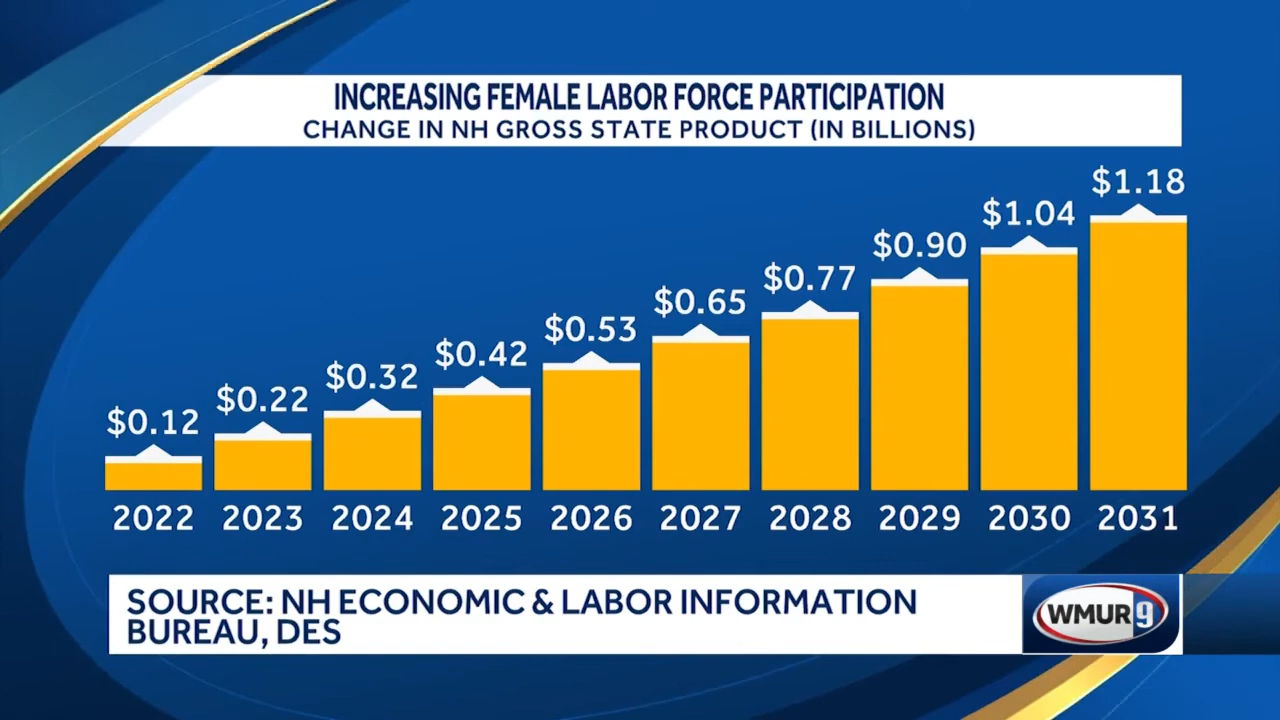 INCREASING FEMALE LABOR FORCE PARTICIPATION
CHANGE IN NH GROSS STATE PRODUCT (IN BILLIONS)
$0.12
$0.22
$0.32
$0.42
$0.53
$0.65
$0.77
$0.90
$1.04
$1.18
2022 2023 2024 2025 2026 2027 2028 2029 2030 2031
SOURCE: NH ECONOMIC & LABOR INFORMATION
BUREAU, DES
WMUR 9